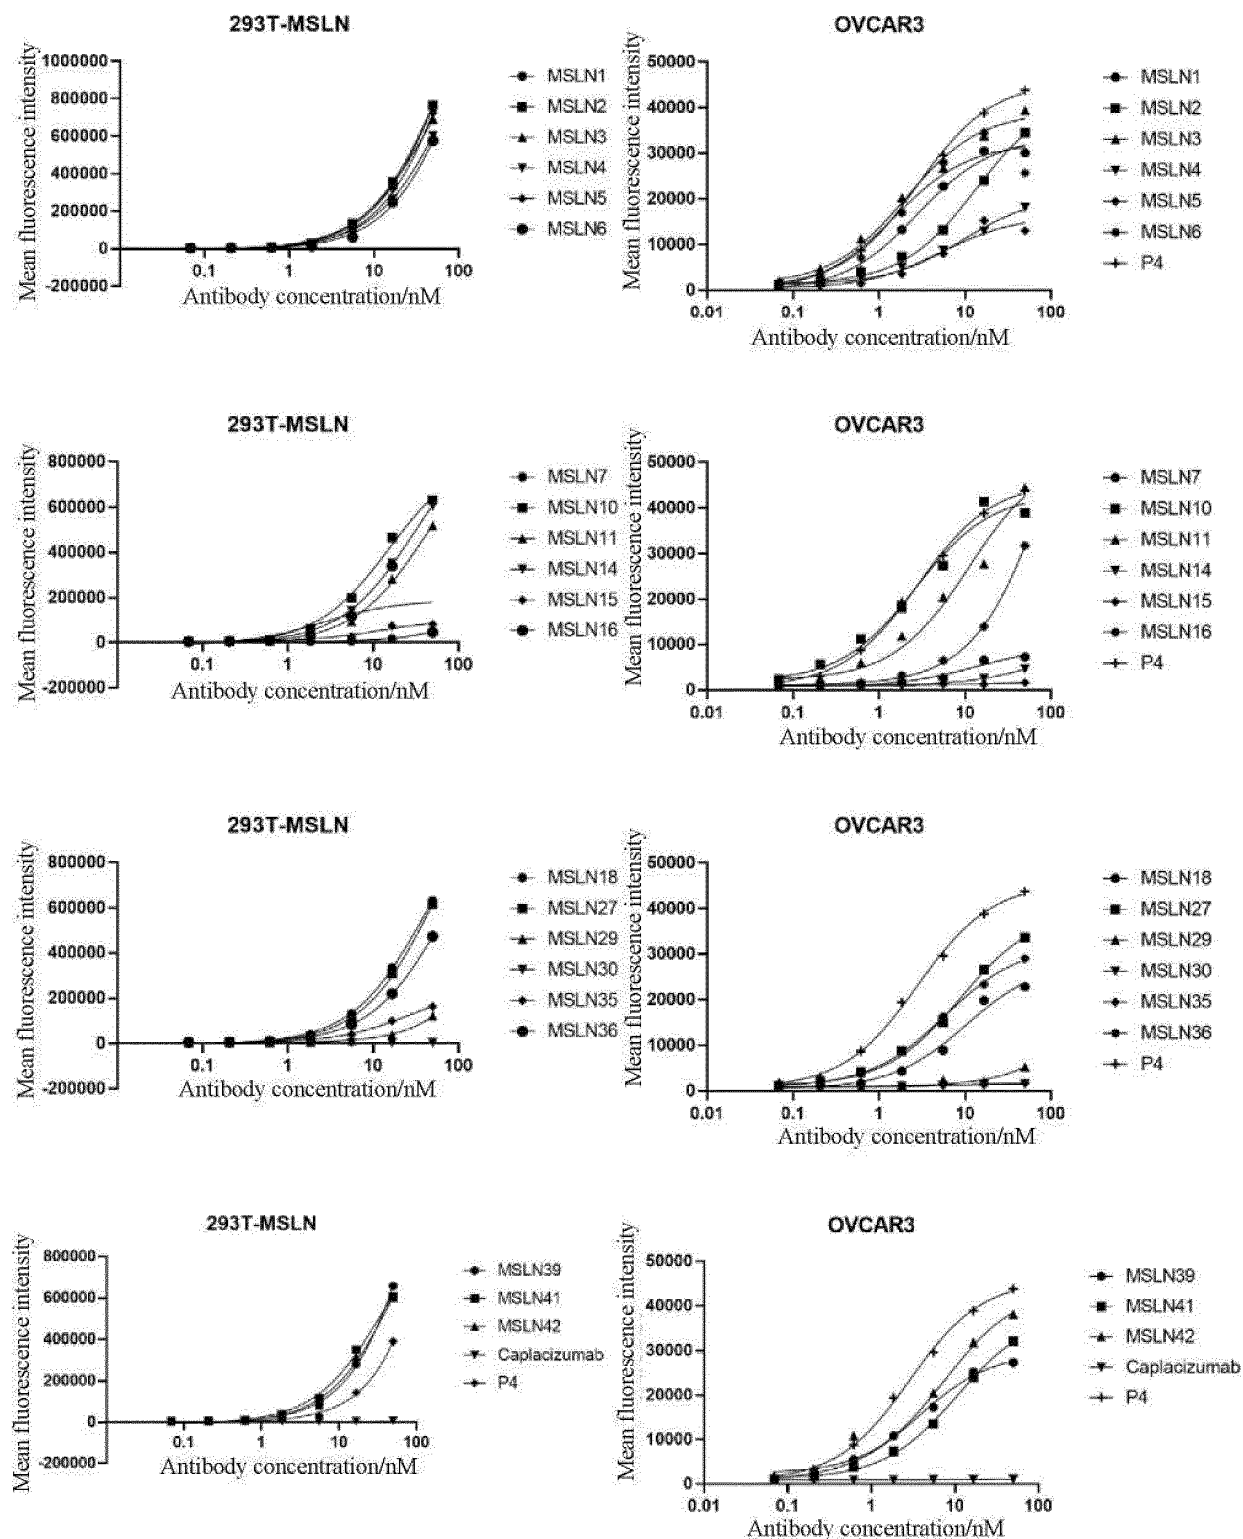 293T-MSLN
Mean fluorescence intensity
1000000
800000
600000
400000
200000
0
-200000
0.1
1
10
100
Antibody concentration/nM
MSLN1
MSLN2
MSLN3
MSLN4
MSLN5
MSLN6
OVCAR3
Mean fluorescence intensity
50000
40000
30000
20000
10000
0
0.01
0.1
1
10
100
Antibody concentration/nM
MSLN1
MSLN2
MSLN3
MSLN4
MSLN5
MSLN6
P4
293T-MSLN
Mean fluorescence intensity
800000
600000
400000
200000
0
-200000
0.1
1
10
100
Antibody concentration/nM
MSLN7
MSLN10
MSLN11
MSLN14
MSLN15
MSLN16
OVCAR3
Mean fluorescence intensity
50000
40000
30000
20000
10000
0
0.01
0.1
1
10
100
Antibody concentration/nM
MSLN7
MSLN10
MSLN11
MSLN14
MSLN15
MSLN16
P4
293T-MSLN
Mean fluorescence intensity
800000
600000
400000
200000
0
-200000
0.1
1
10
100
Antibody concentration/nM
MSLN18
MSLN27
MSLN29
MSLN30
MSLN35
MSLN36
OVCAR3
Mean fluorescence intensity
50000
40000
30000
20000
10000
0
0.01
0.1
1
10
100
Antibody concentration/nM
MSLN18
MSLN27
MSLN29
MSLN30
MSLN35
MSLN36
P4
293T-MSLN
Mean fluorescence intensity
800000
600000
400000
200000
0
-200000
0.1
1
10
100
Antibody concentration/nM
MSLN39
MSLN41
MSLN42
Caplacizumab
P4
OVCAR3
Mean fluorescence intensity
50000
40000
30000
20000
10000
0
0.01
0.1
1
10
100
Antibody concentration/nM
MSLN39
MSLN41
MSLN42
Caplacizumab
P4